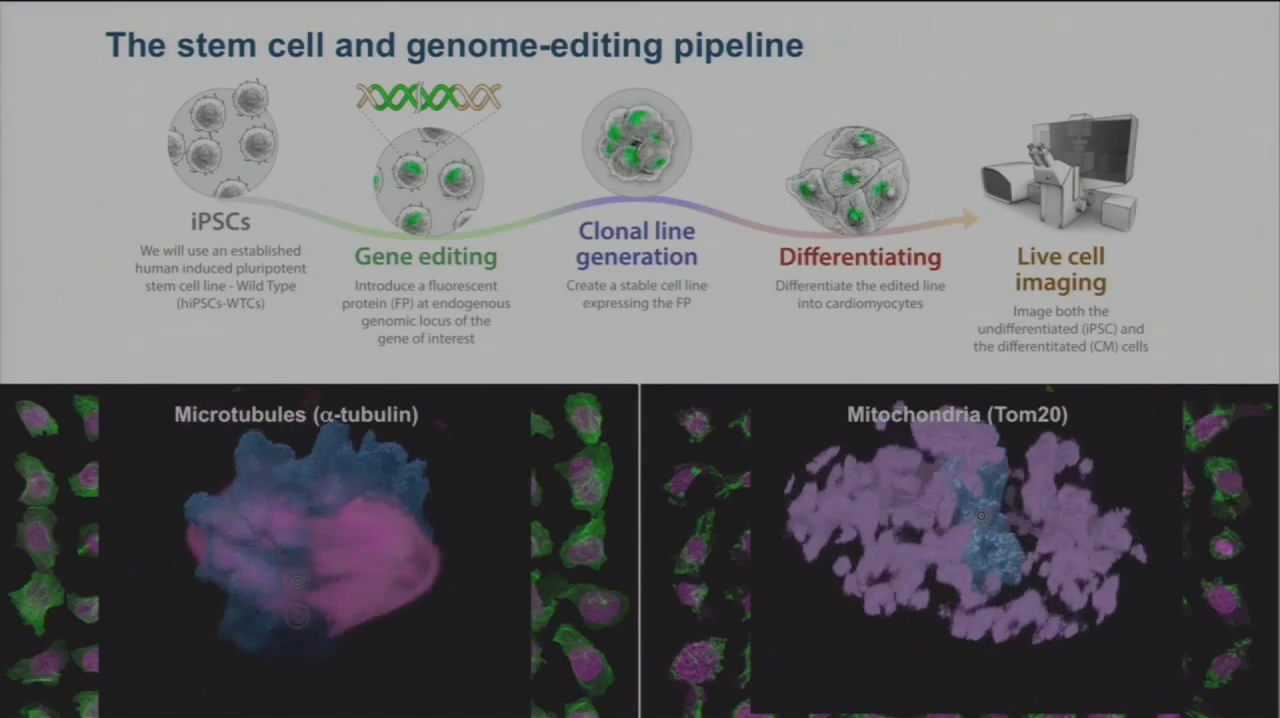 The stem cell and genome-editing pipeline
iPSCs
We will use an established
human induced pluripotent
stem cell line - Wild Type
(hiPSCs-WTCs)
Gene editing
Introduce a fluorescent
protein (FP) at endogenous
genomic locus of the
gene of interest
Clonal line
generation
Create a stable cell line
expressing the FP
Differentiating
Differentiate the edited line
into cardiomyocytes
Live cell
imaging
Image both the
undifferentiated (iPSC) and
the differentitated (CM) cells
Microtubules (α-tubulin)
Mitochondria (Tom20)